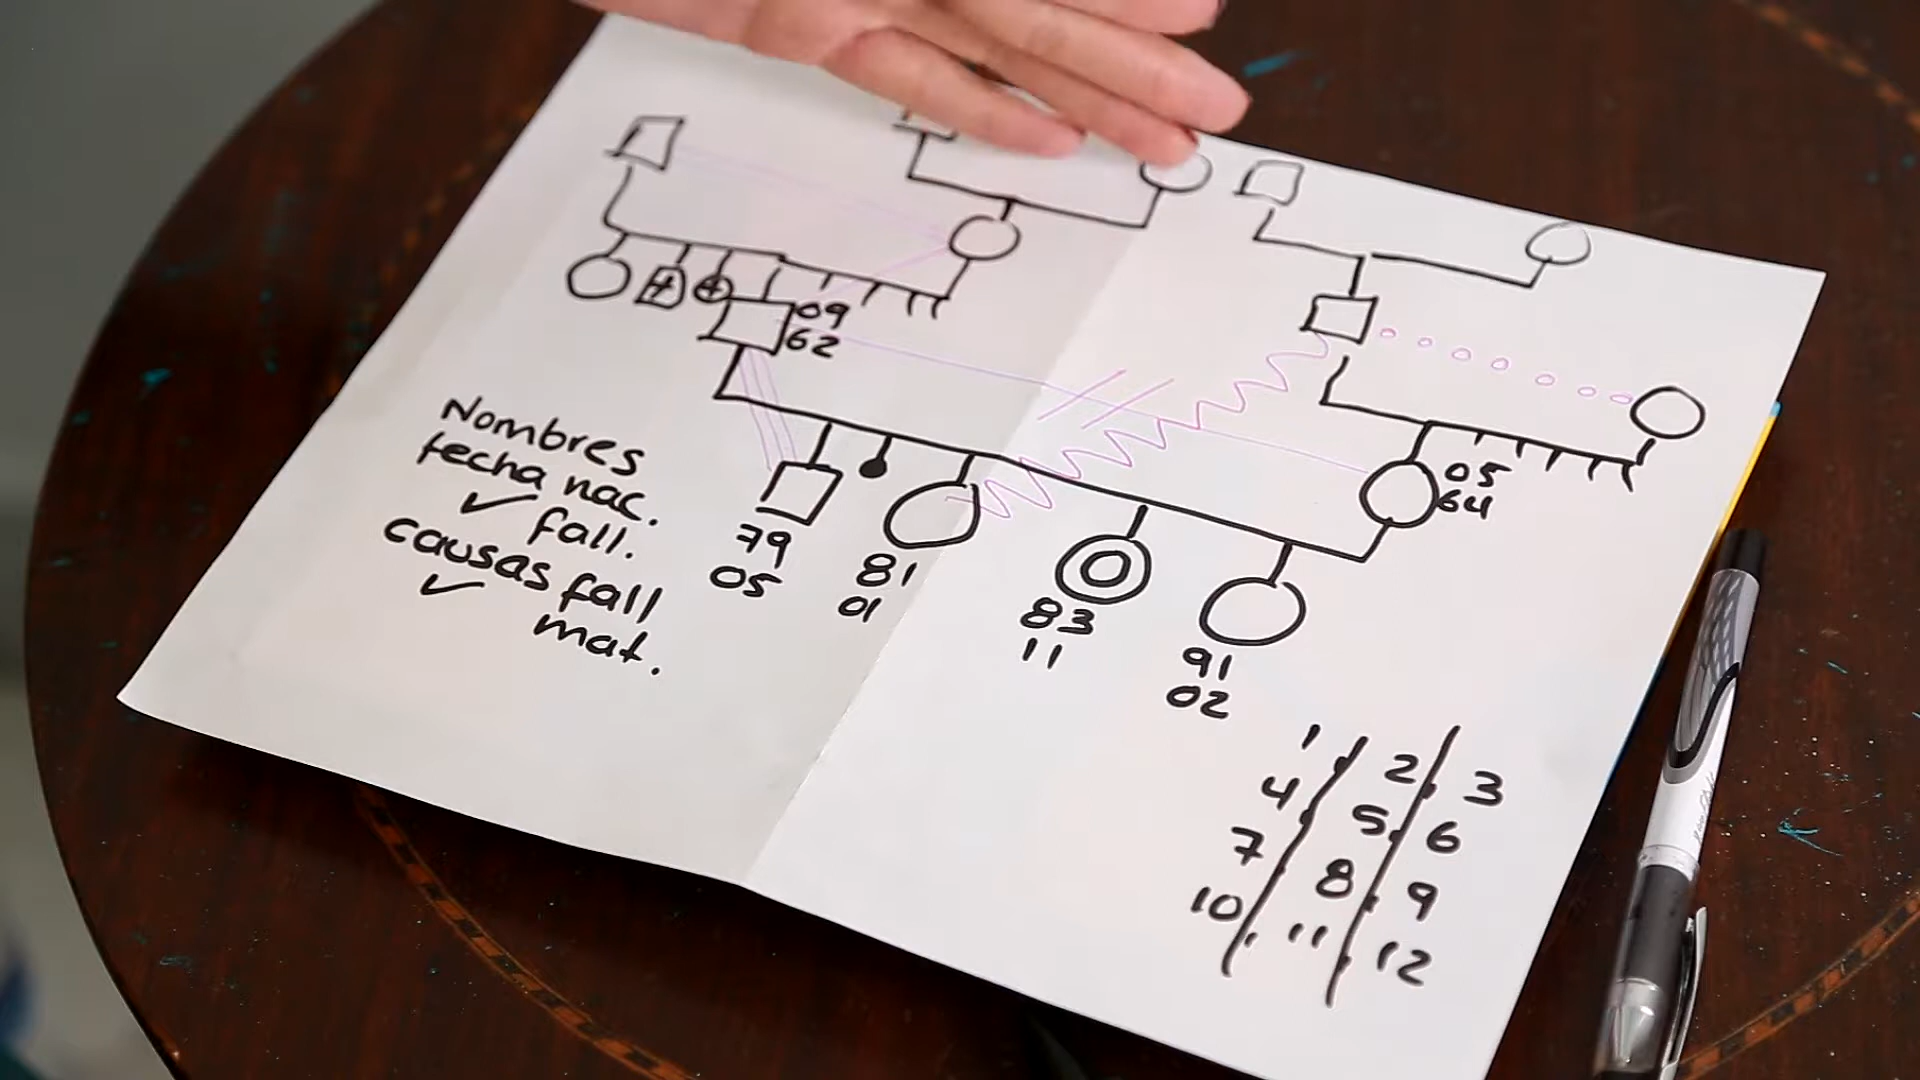 09
62
05
64
Nombres
fecha nac.
✓ fall.
causas fall
✓ mat.
79
05
81
01
83
11
91
02
1 2 3
4 5 6
7 8 9
10 11 12